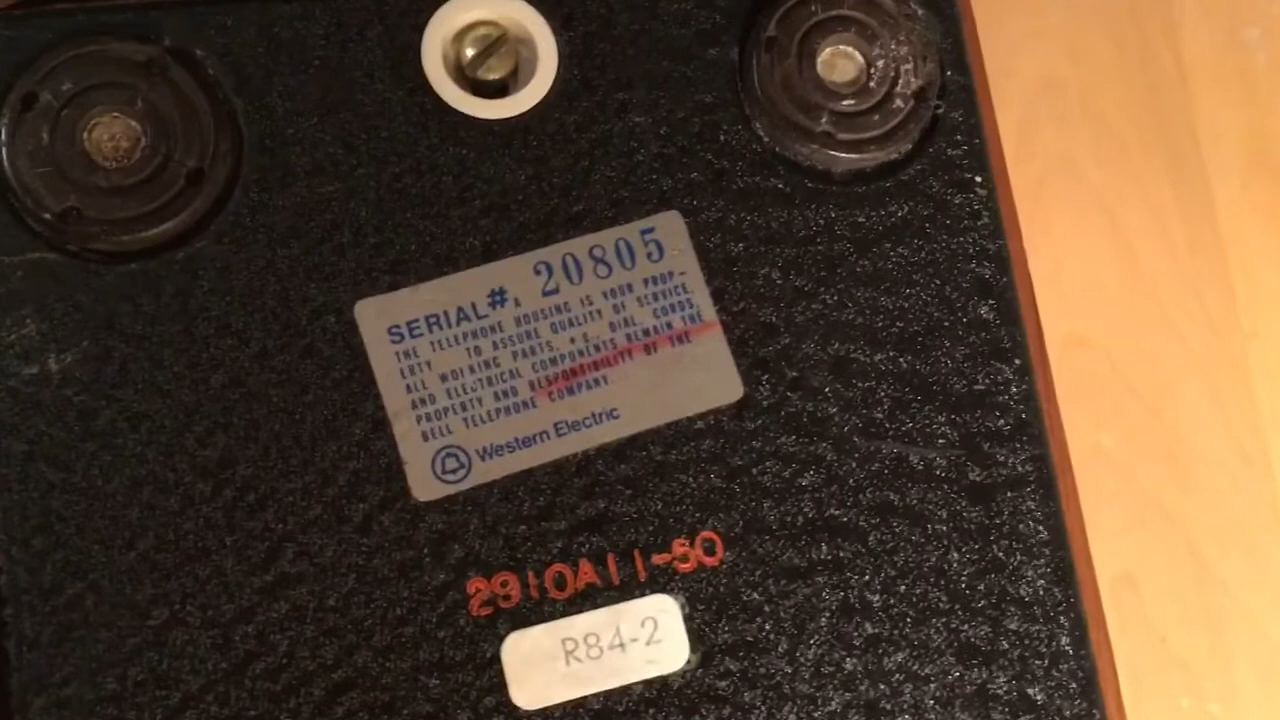 SERIAL# A 20805
THE TELEPHONE HOUSING IS YOUR PROP-
ERTY. TO ASSURE QUALITY OF SERVICE,
ALL WORKING PARTS, e.g., DIAL, CORDS,
AND ELECTRICAL COMPONENTS REMAIN THE
PROPERTY AND RESPONSIBILITY OF THE
BELL TELEPHONE COMPANY.
Western Electric
2910A11-50
R84-2